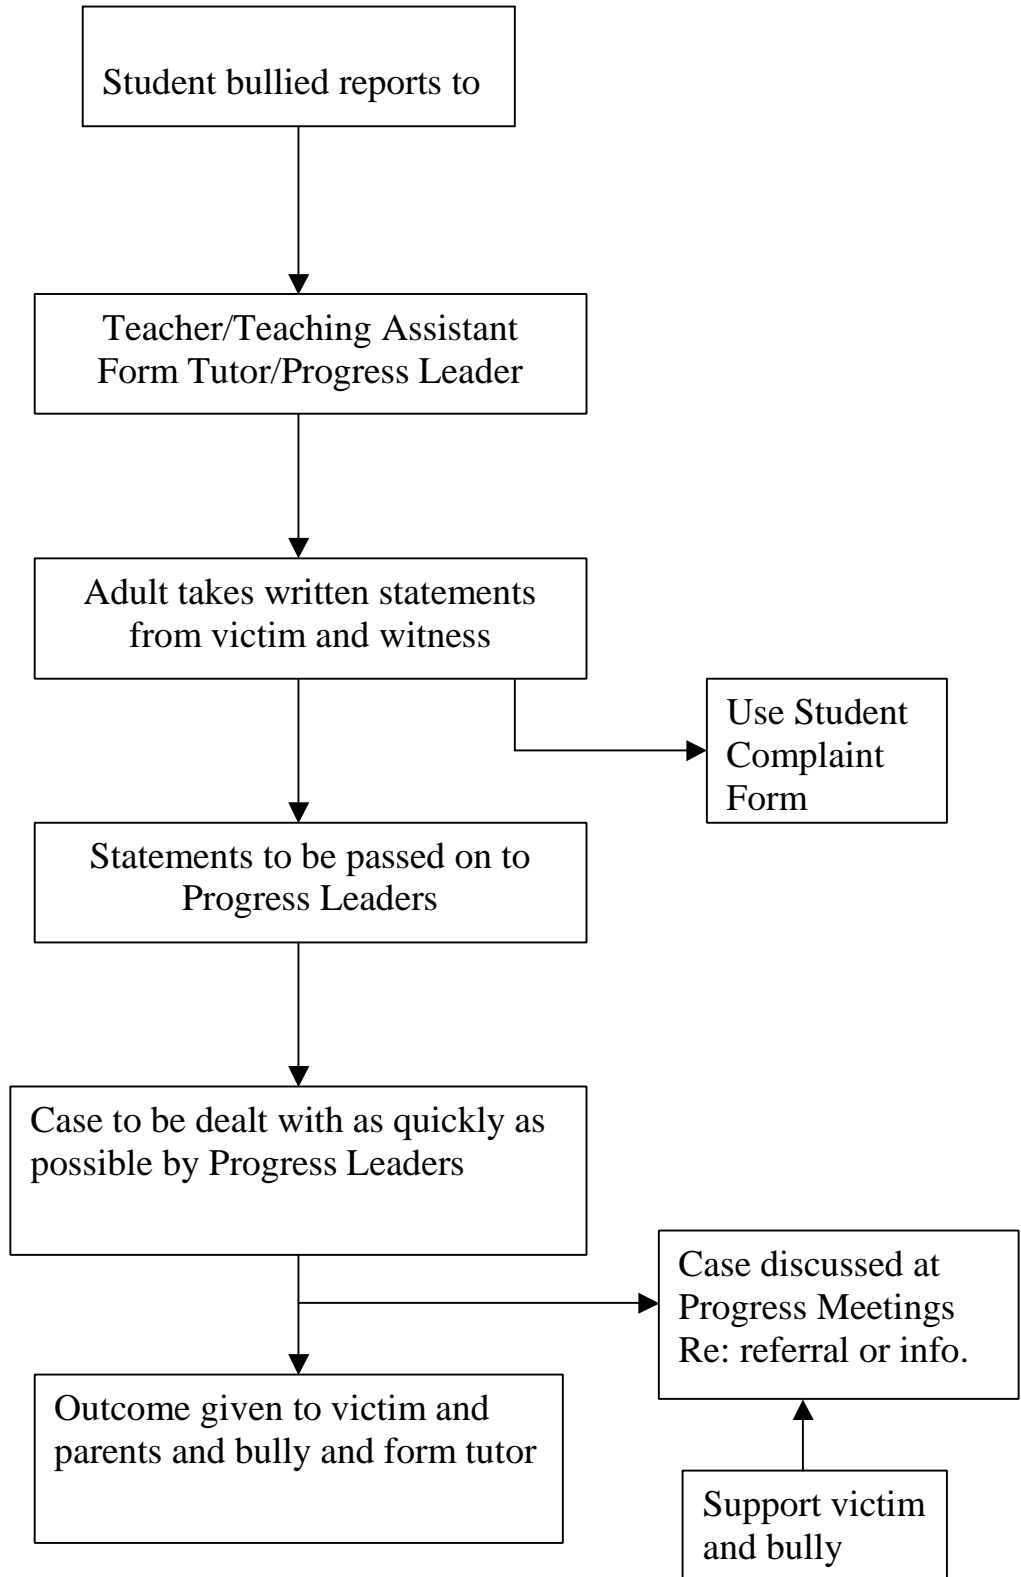 Student bullied reports to
Teacher/Teaching Assistant
Form Tutor/Progress Leader
Adult takes written statements
from victim and witness
Use Student
Complaint
Form
Statements to be passed on to
Progress Leaders
Case to be dealt with as quickly as
possible by Progress Leaders
Case discussed at
Progress Meetings
Re: referral or info.
Outcome given to victim and
parents and bully and form tutor
Support victim
and bully